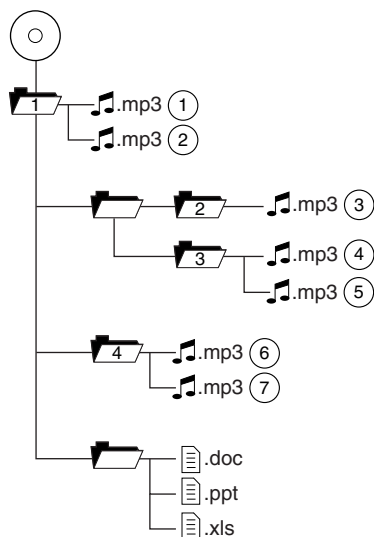 1 .mp3 1
.mp3 2
2 .mp3 3
3 .mp3 4
.mp3 5
4 .mp3 6
.mp3 7
.doc
.ppt
.xls